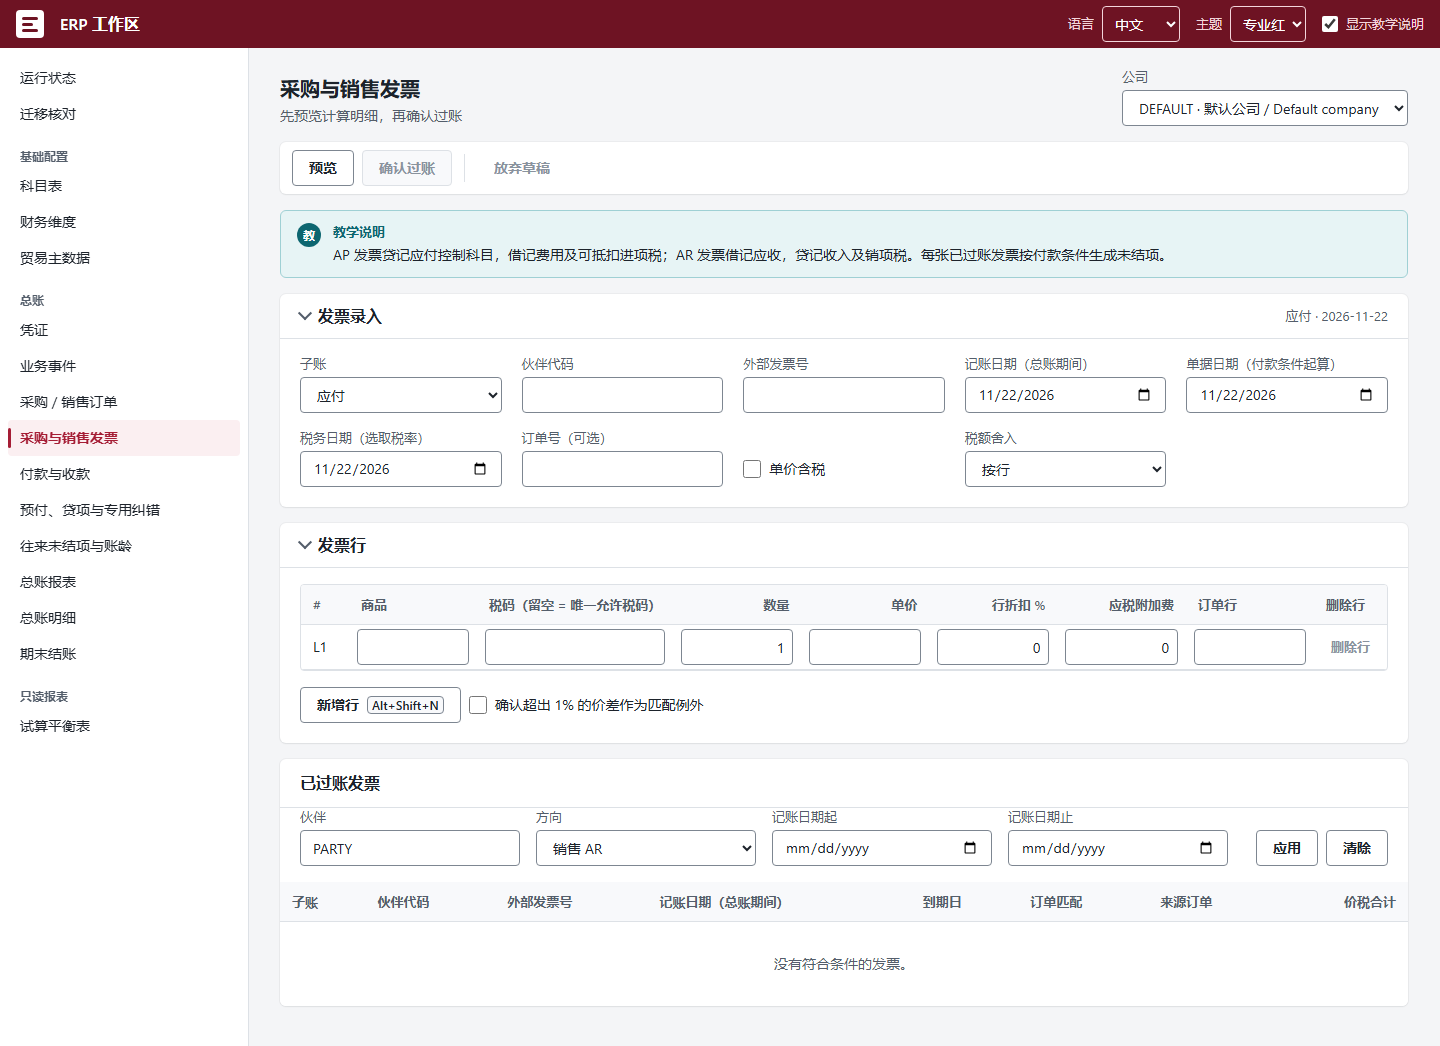 ERP 工作区
语言 中文 主题 专业红 显示教学说明
运行状态
迁移核对
基础配置
科目表
财务维度
贸易主数据
总账
凭证
业务事件
采购 / 销售订单
采购与销售发票
付款与收款
预付、贷项与专用纠错
往来未结项与账龄
总账报表
总账明细
期末结账
只读报表
试算平衡表
采购与销售发票
先预览计算明细，再确认过账
公司
DEFAULT · 默认公司 / Default company
预览 确认过账 放弃草稿
教 教学说明
AP 发票贷记应付控制科目，借记费用及可抵扣进项税；AR 发票借记应收，贷记收入及销项税。每张已过账发票按付款条件生成未结项。
发票录入 应付 · 2026-11-22
子账 伙伴代码 外部发票号 记账日期（总账期间） 单据日期（付款条件起算）
应付 11/22/2026 11/22/2026
税务日期（选取税率） 订单号（可选） 税额舍入
11/22/2026 单价含税 按行
发票行
# 商品 税码（留空 = 唯一允许税码） 数量 单价 行折扣 % 应税附加费 订单行 删除行
L1 1 0 0 删除行
新增行 Alt+Shift+N 确认超出 1% 的价差作为匹配例外
已过账发票
伙伴 方向 记账日期起 记账日期止
PARTY 销售 AR mm/dd/yyyy mm/dd/yyyy 应用 清除
子账 伙伴代码 外部发票号 记账日期（总账期间） 到期日 订单匹配 来源订单 价税合计
没有符合条件的发票。